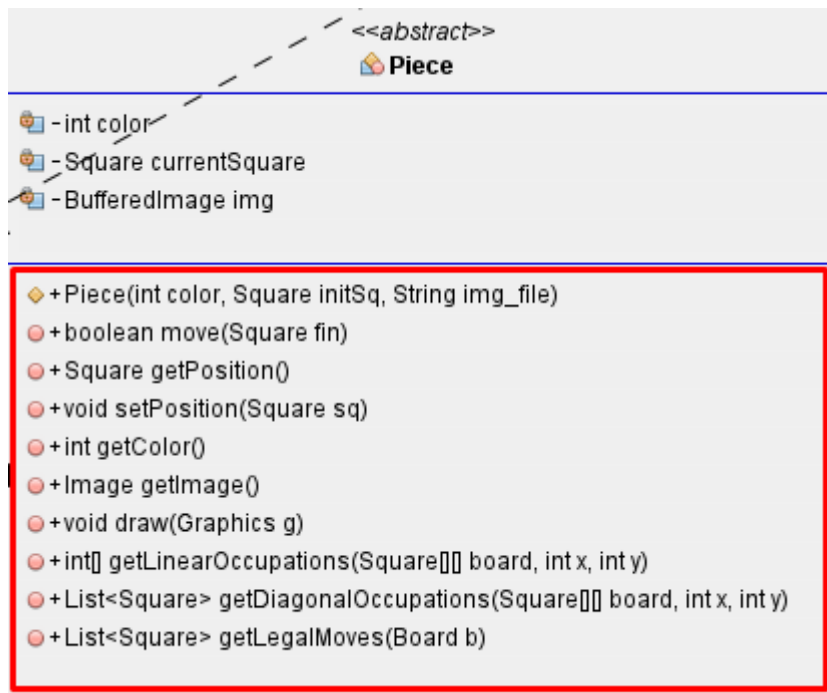 <<abstract>>
Piece
- int color
- Square currentSquare
- BufferedImage img
+ Piece(int color, Square initSq, String img_file)
+ boolean move(Square fin)
+ Square getPosition()
+ void setPosition(Square sq)
+ int getColor()
+ Image getImage()
+ void draw(Graphics g)
+ int[] getLinearOccupations(Square[][] board, int x, int y)
+ List<Square> getDiagonalOccupations(Square[][] board, int x, int y)
+ List<Square> getLegalMoves(Board b)